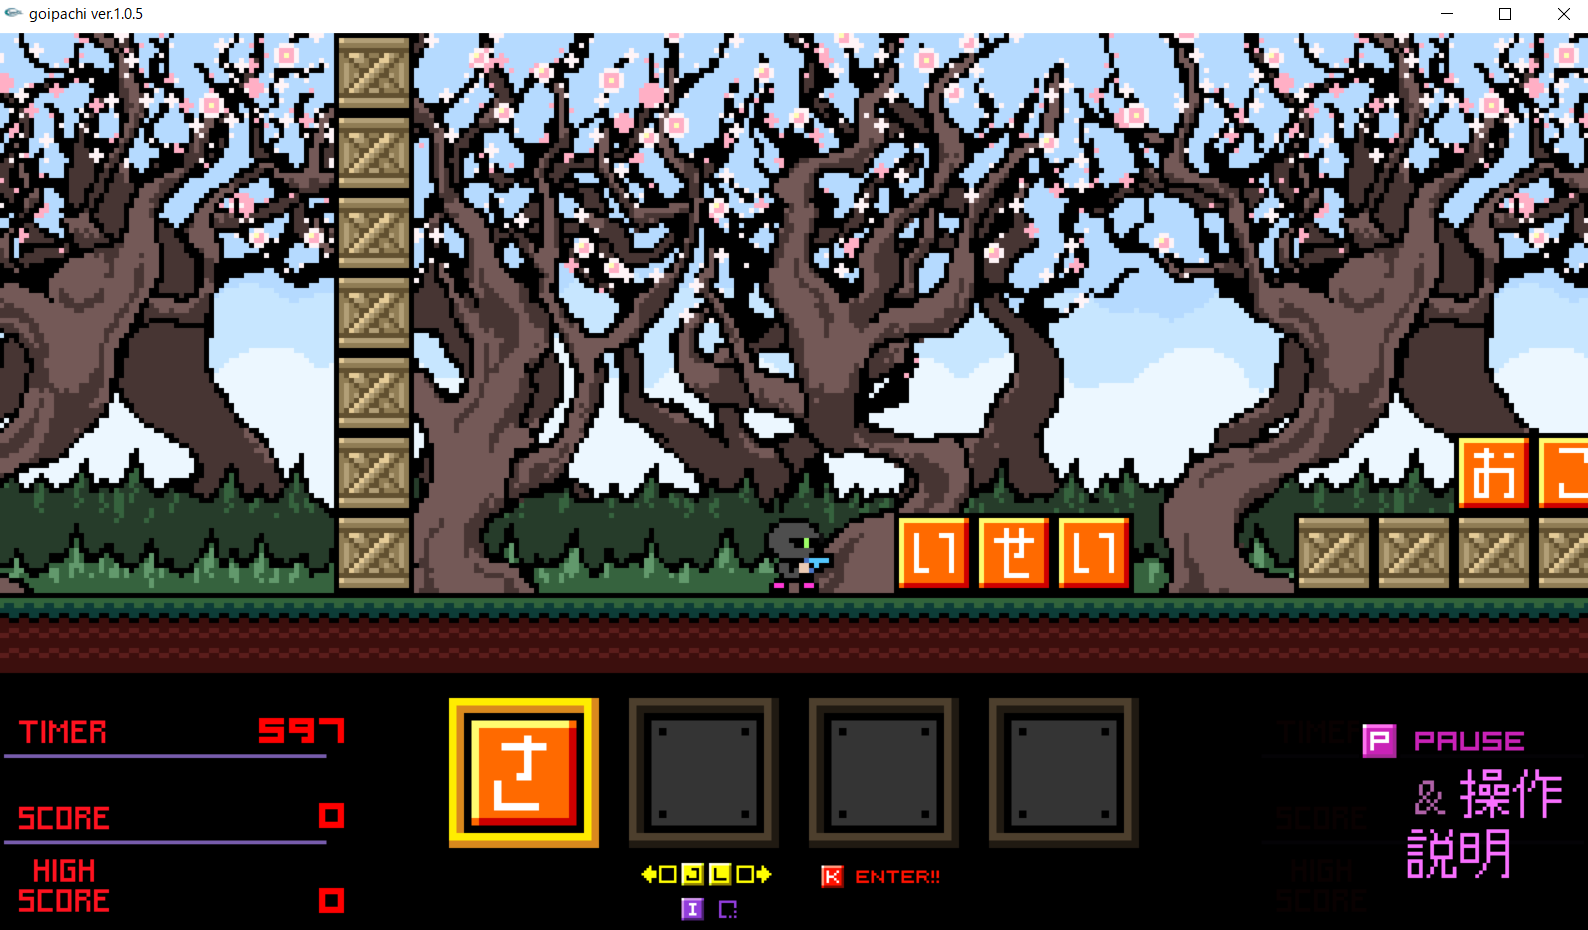 goipachi ver.1.0.5
お こ
い せ い
TIMER 597
SCORE 0
HIGH
SCORE 0
さ
J L
K ENTER!!
I
P PAUSE
& 操作
説明